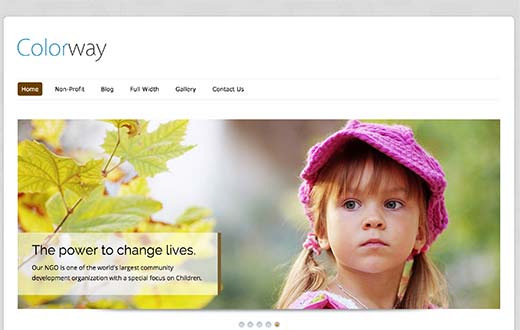 Colorway
Home Non-Profit Blog Full Width Gallery Contact Us
The power to change lives.
Our NGO is one of the world's largest community
development organization with a special focus on Children.